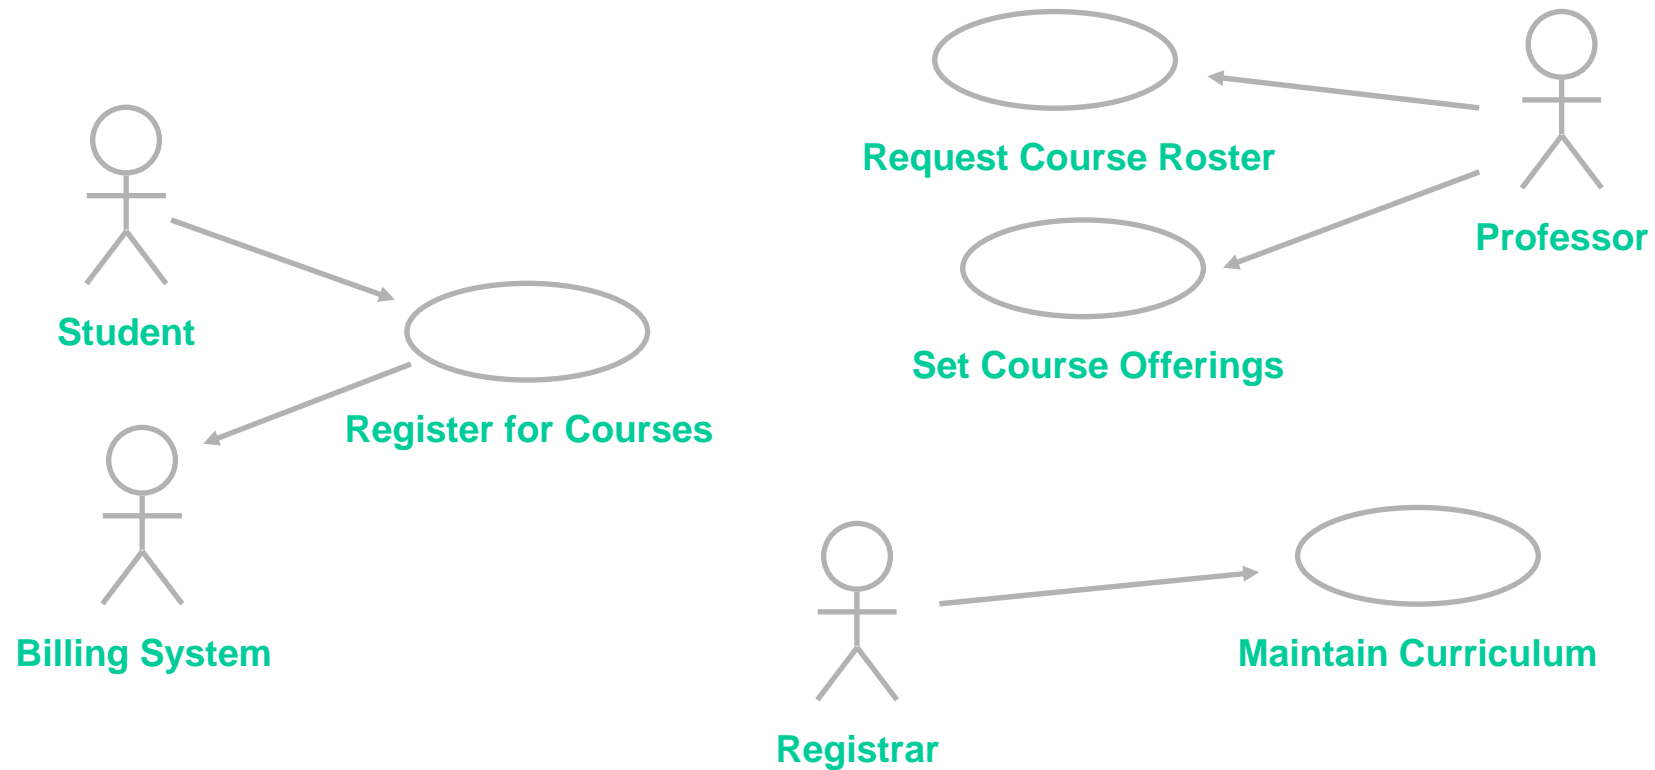 Request Course Roster
Professor
Student
Set Course Offerings
Register for Courses
Billing System
Maintain Curriculum
Registrar